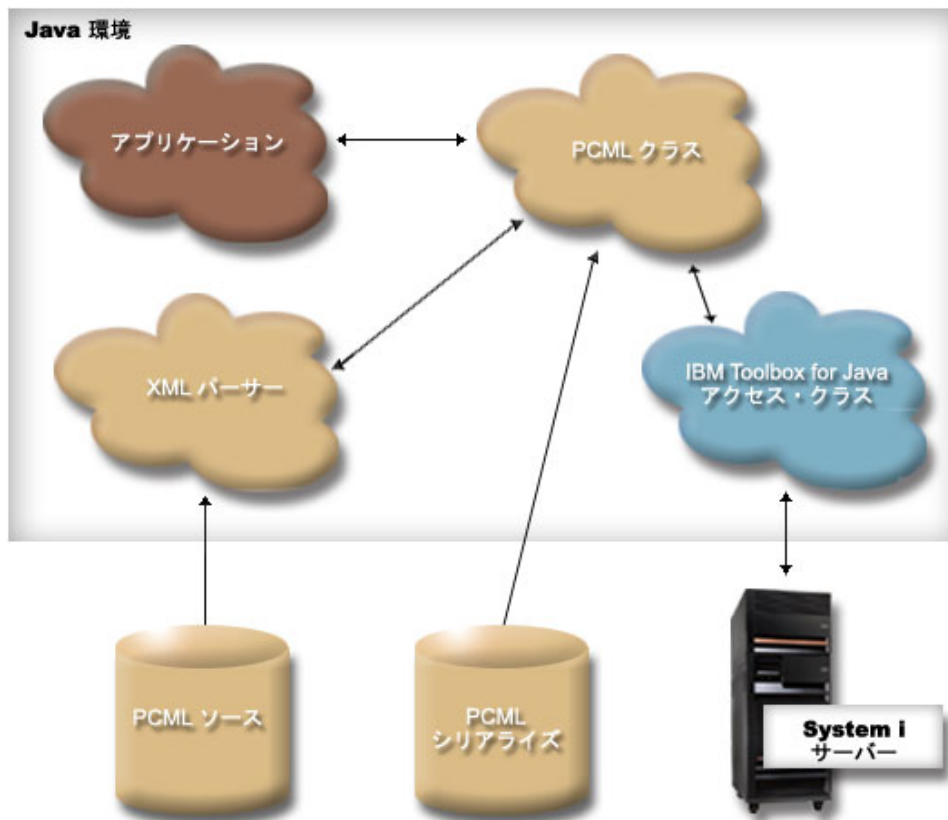 Java 環境
アプリケーション
PCML クラス
XML パーサー
IBM Toolbox for Java
アクセス・クラス
PCML ソース
PCML
シリアライズ
System i
サーバー